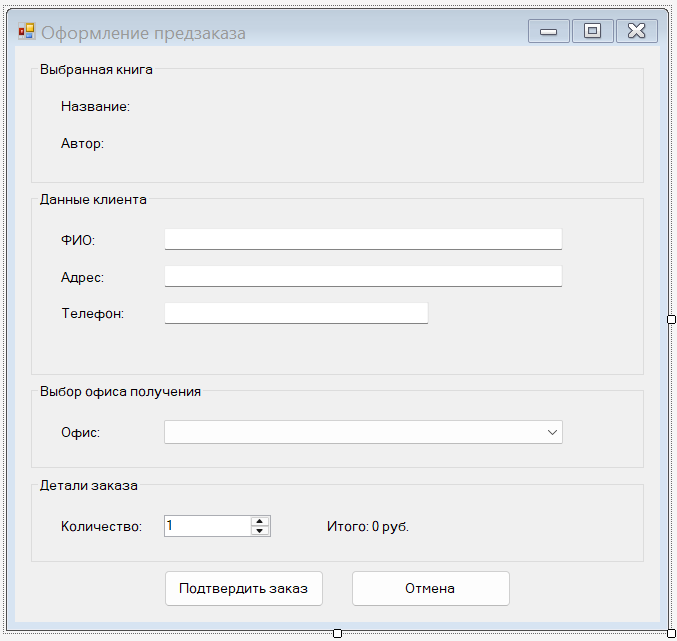 Оформление предзаказа
Выбранная книга
Название:
Автор:
Данные клиента
ФИО:
Адрес:
Телефон:
Выбор офиса получения
Офис:
Детали заказа
Количество: 1 Итого: 0 руб.
Подтвердить заказ Отмена